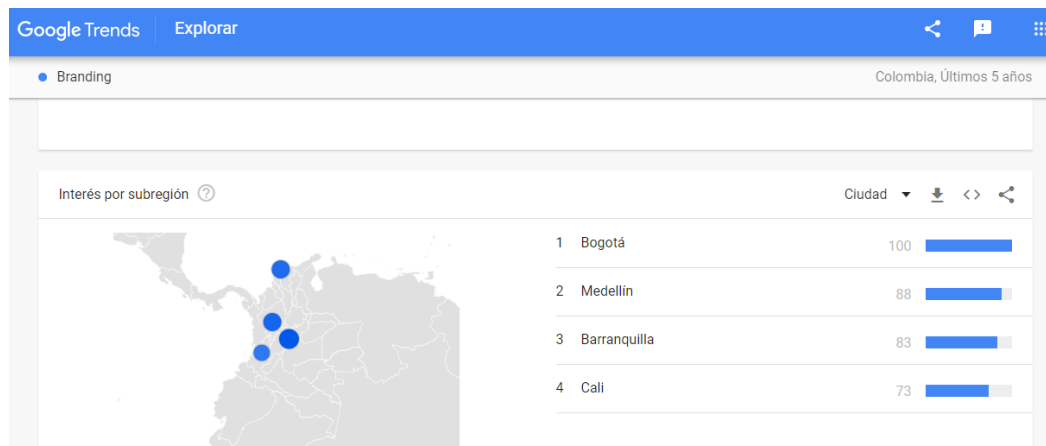 Google Trends Explorar
Branding Colombia, Últimos 5 años
Interés por subregión Ciudad
1 Bogotá 100
2 Medellín 88
3 Barranquilla 83
4 Cali 73